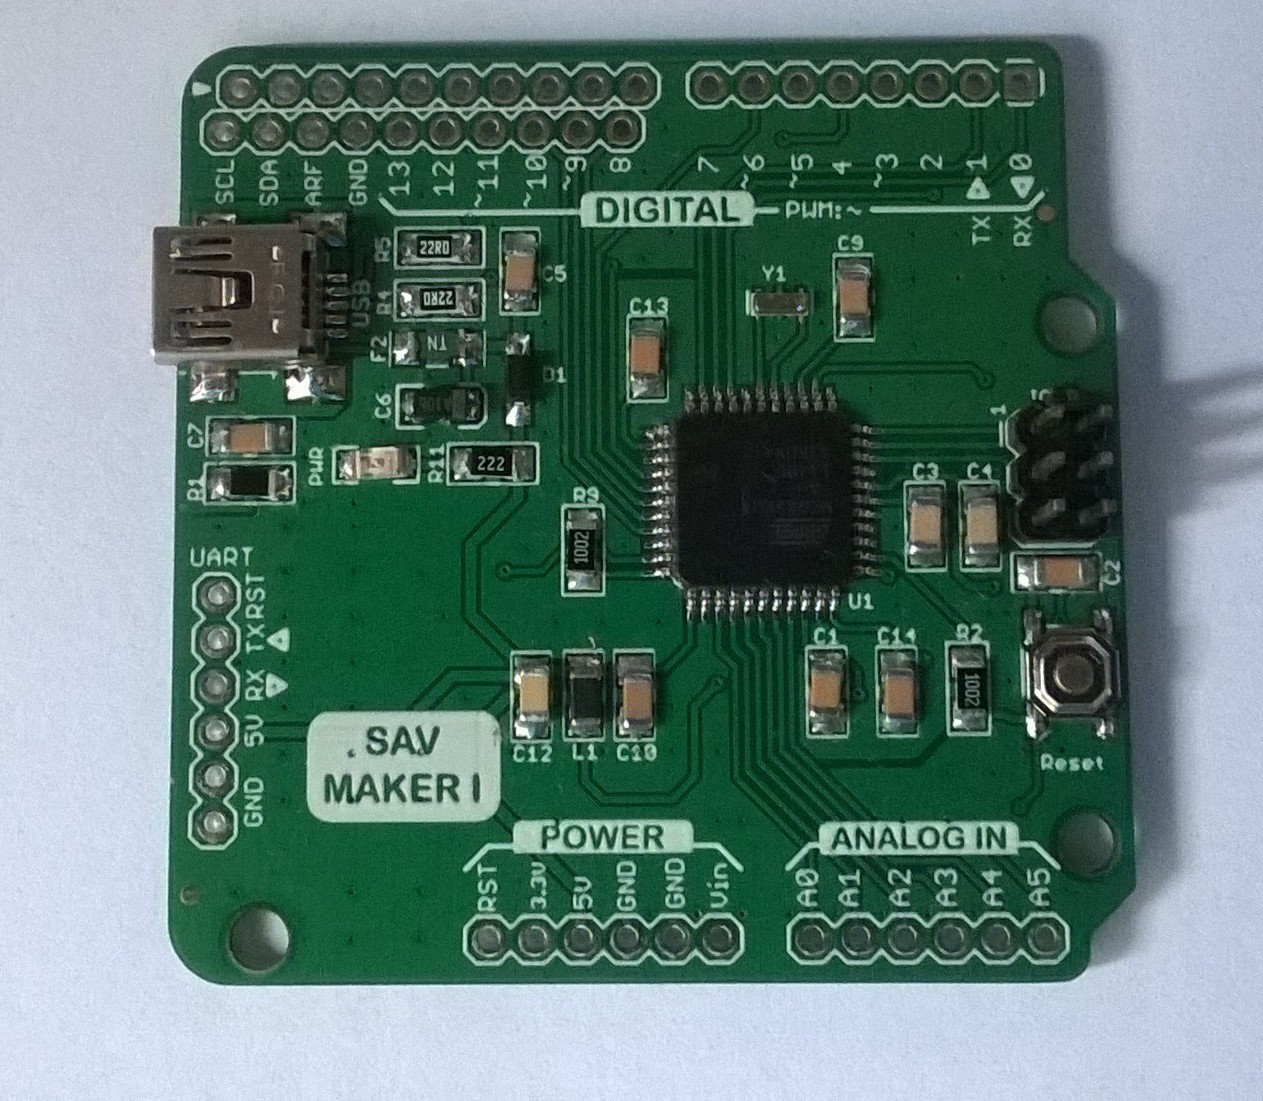 SCL SDA ARF GND 13 12 ~11 ~10 ~9 8 7 ~6 ~5 4 ~3 2 1 0
DIGITAL PWM:~ TX RX
USB
R5 22R0
R4 22R0
F2
C5
C6
D1
C7
R1
PWR
R11 222
C13
Y1
C9
1
C3 C4
C2
R9
1002
U1
UART
RST
TX
RX
5V
GND
C12 L1 C10
C1 C14 R2
1002
Reset
SAV
MAKER I
POWER
RST 3.3V 5V GND GND Vin
ANALOG IN
A0 A1 A2 A3 A4 A5